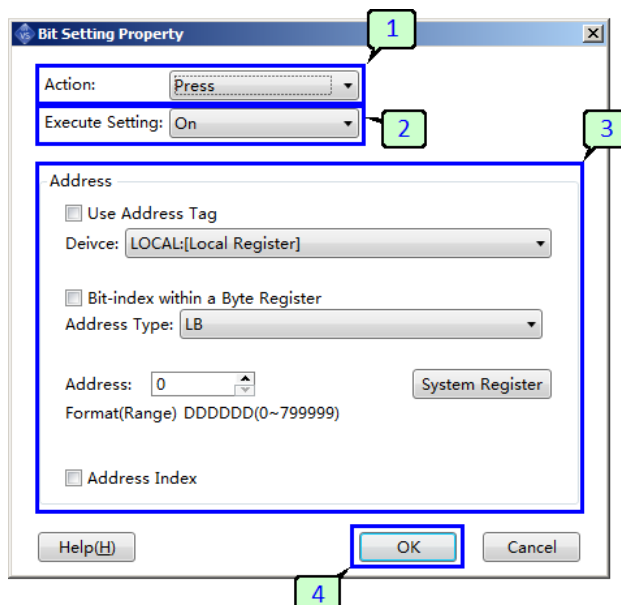 Bit Setting Property
1
Action: Press
Execute Setting: On
2
3
Address
Use Address Tag
Deivce: LOCAL:[Local Register]
Bit-index within a Byte Register
Address Type: LB
Address: 0 System Register
Format(Range) DDDDDD(0~799999)
Address Index
Help(H) OK Cancel
4